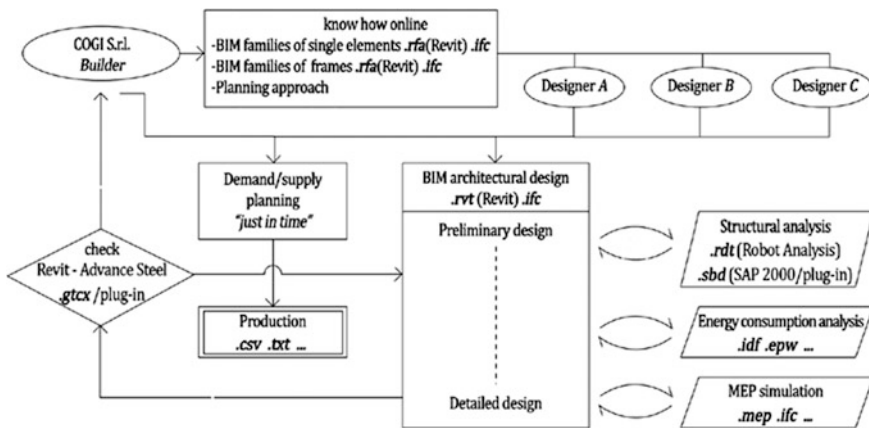 COGI S.r.l.
Builder
know how online
-BIM families of single elements .rfa(Revit) .ifc
-BIM families of frames .rfa(Revit) .ifc
-Planning approach
Designer A
Designer B
Designer C
Demand/supply
planning
"just in time"
BIM architectural design
.rvt (Revit) .ifc
Preliminary design
Structural analysis
.rdt (Robot Analysis)
.sbd (SAP 2000/plug-in)
check
Revit - Advance Steel
.gtcx /plug-in
Production
.csv .txt ...
Energy consumption analysis
.idf .epw ...
Detailed design
MEP simulation
.mep .ifc ...